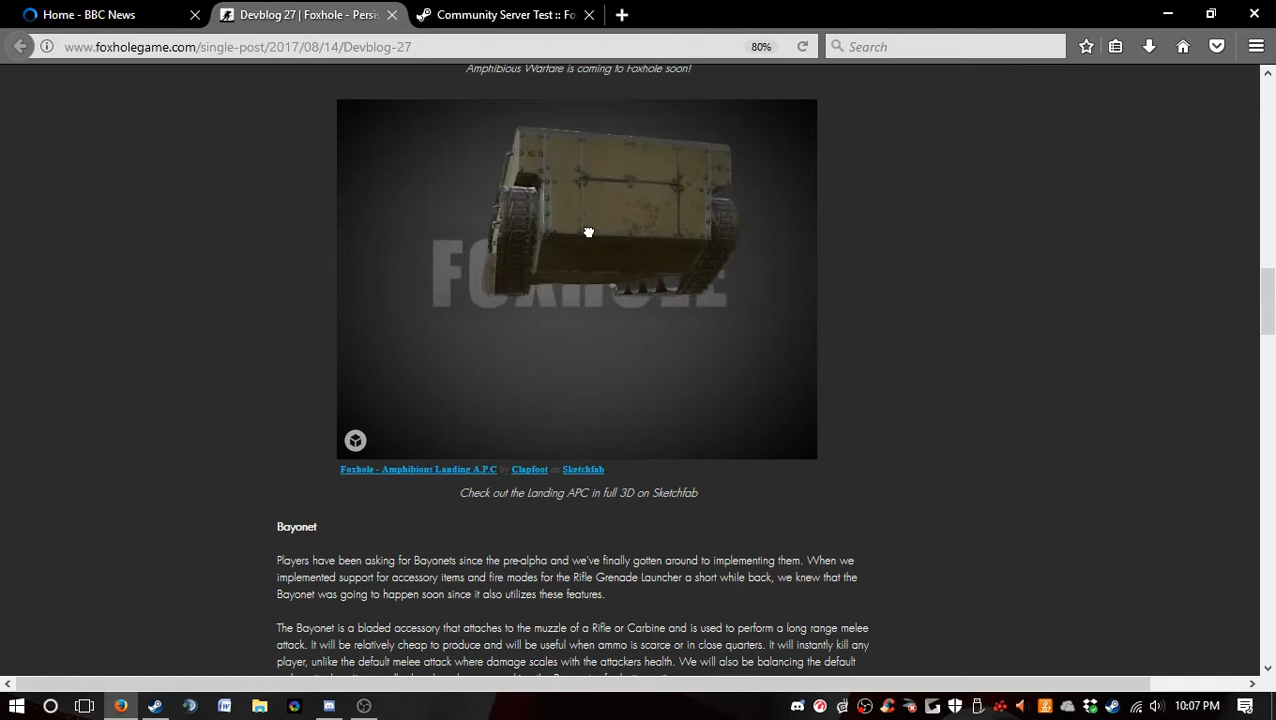 Home - BBC News
Devblog 27 | Foxhole - Persis
Community Server Test :: Fo
www.foxholegame.com/single-post/2017/08/14/Devblog-27
80%
Search
Amphibious Warfare is coming to Foxhole soon!
FOXHOLE
Foxhole - Amphibious Landing A.P.C by Clapfoot on Sketchfab
Check out the Landing APC in full 3D on Sketchfab
Bayonet
Players have been asking for Bayonets since the pre-alpha and we've finally gotten around to implementing them. When we
implemented support for accessory items and fire modes for the Rifle Grenade Launcher a short while back, we knew that the
Bayonet was going to happen soon since it also utilizes these features.
The Bayonet is a bladed accessory that attaches to the muzzle of a Rifle or Carbine and is used to perform a long range melee
attack. It will be relatively cheap to produce and will be useful when ammo is scarce or in close quarters. It will instantly kill any
player, unlike the default melee attack where damage scales with the attackers health. We will also be balancing the default
10:07 PM